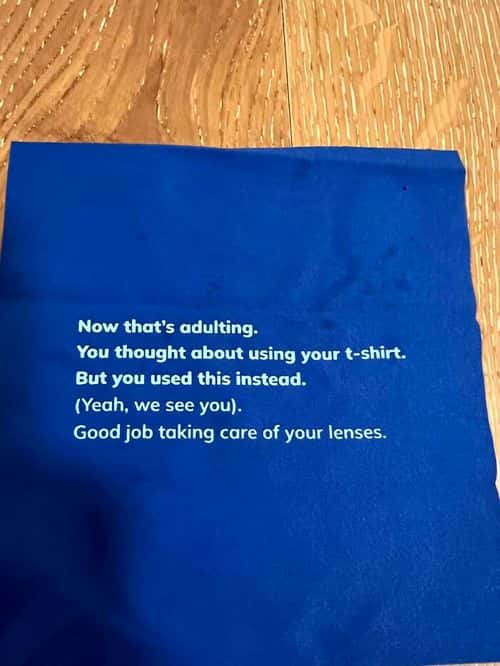 Now that's adulting.
You thought about using your t-shirt.
But you used this instead.
(Yeah, we see you).
Good job taking care of your lenses.